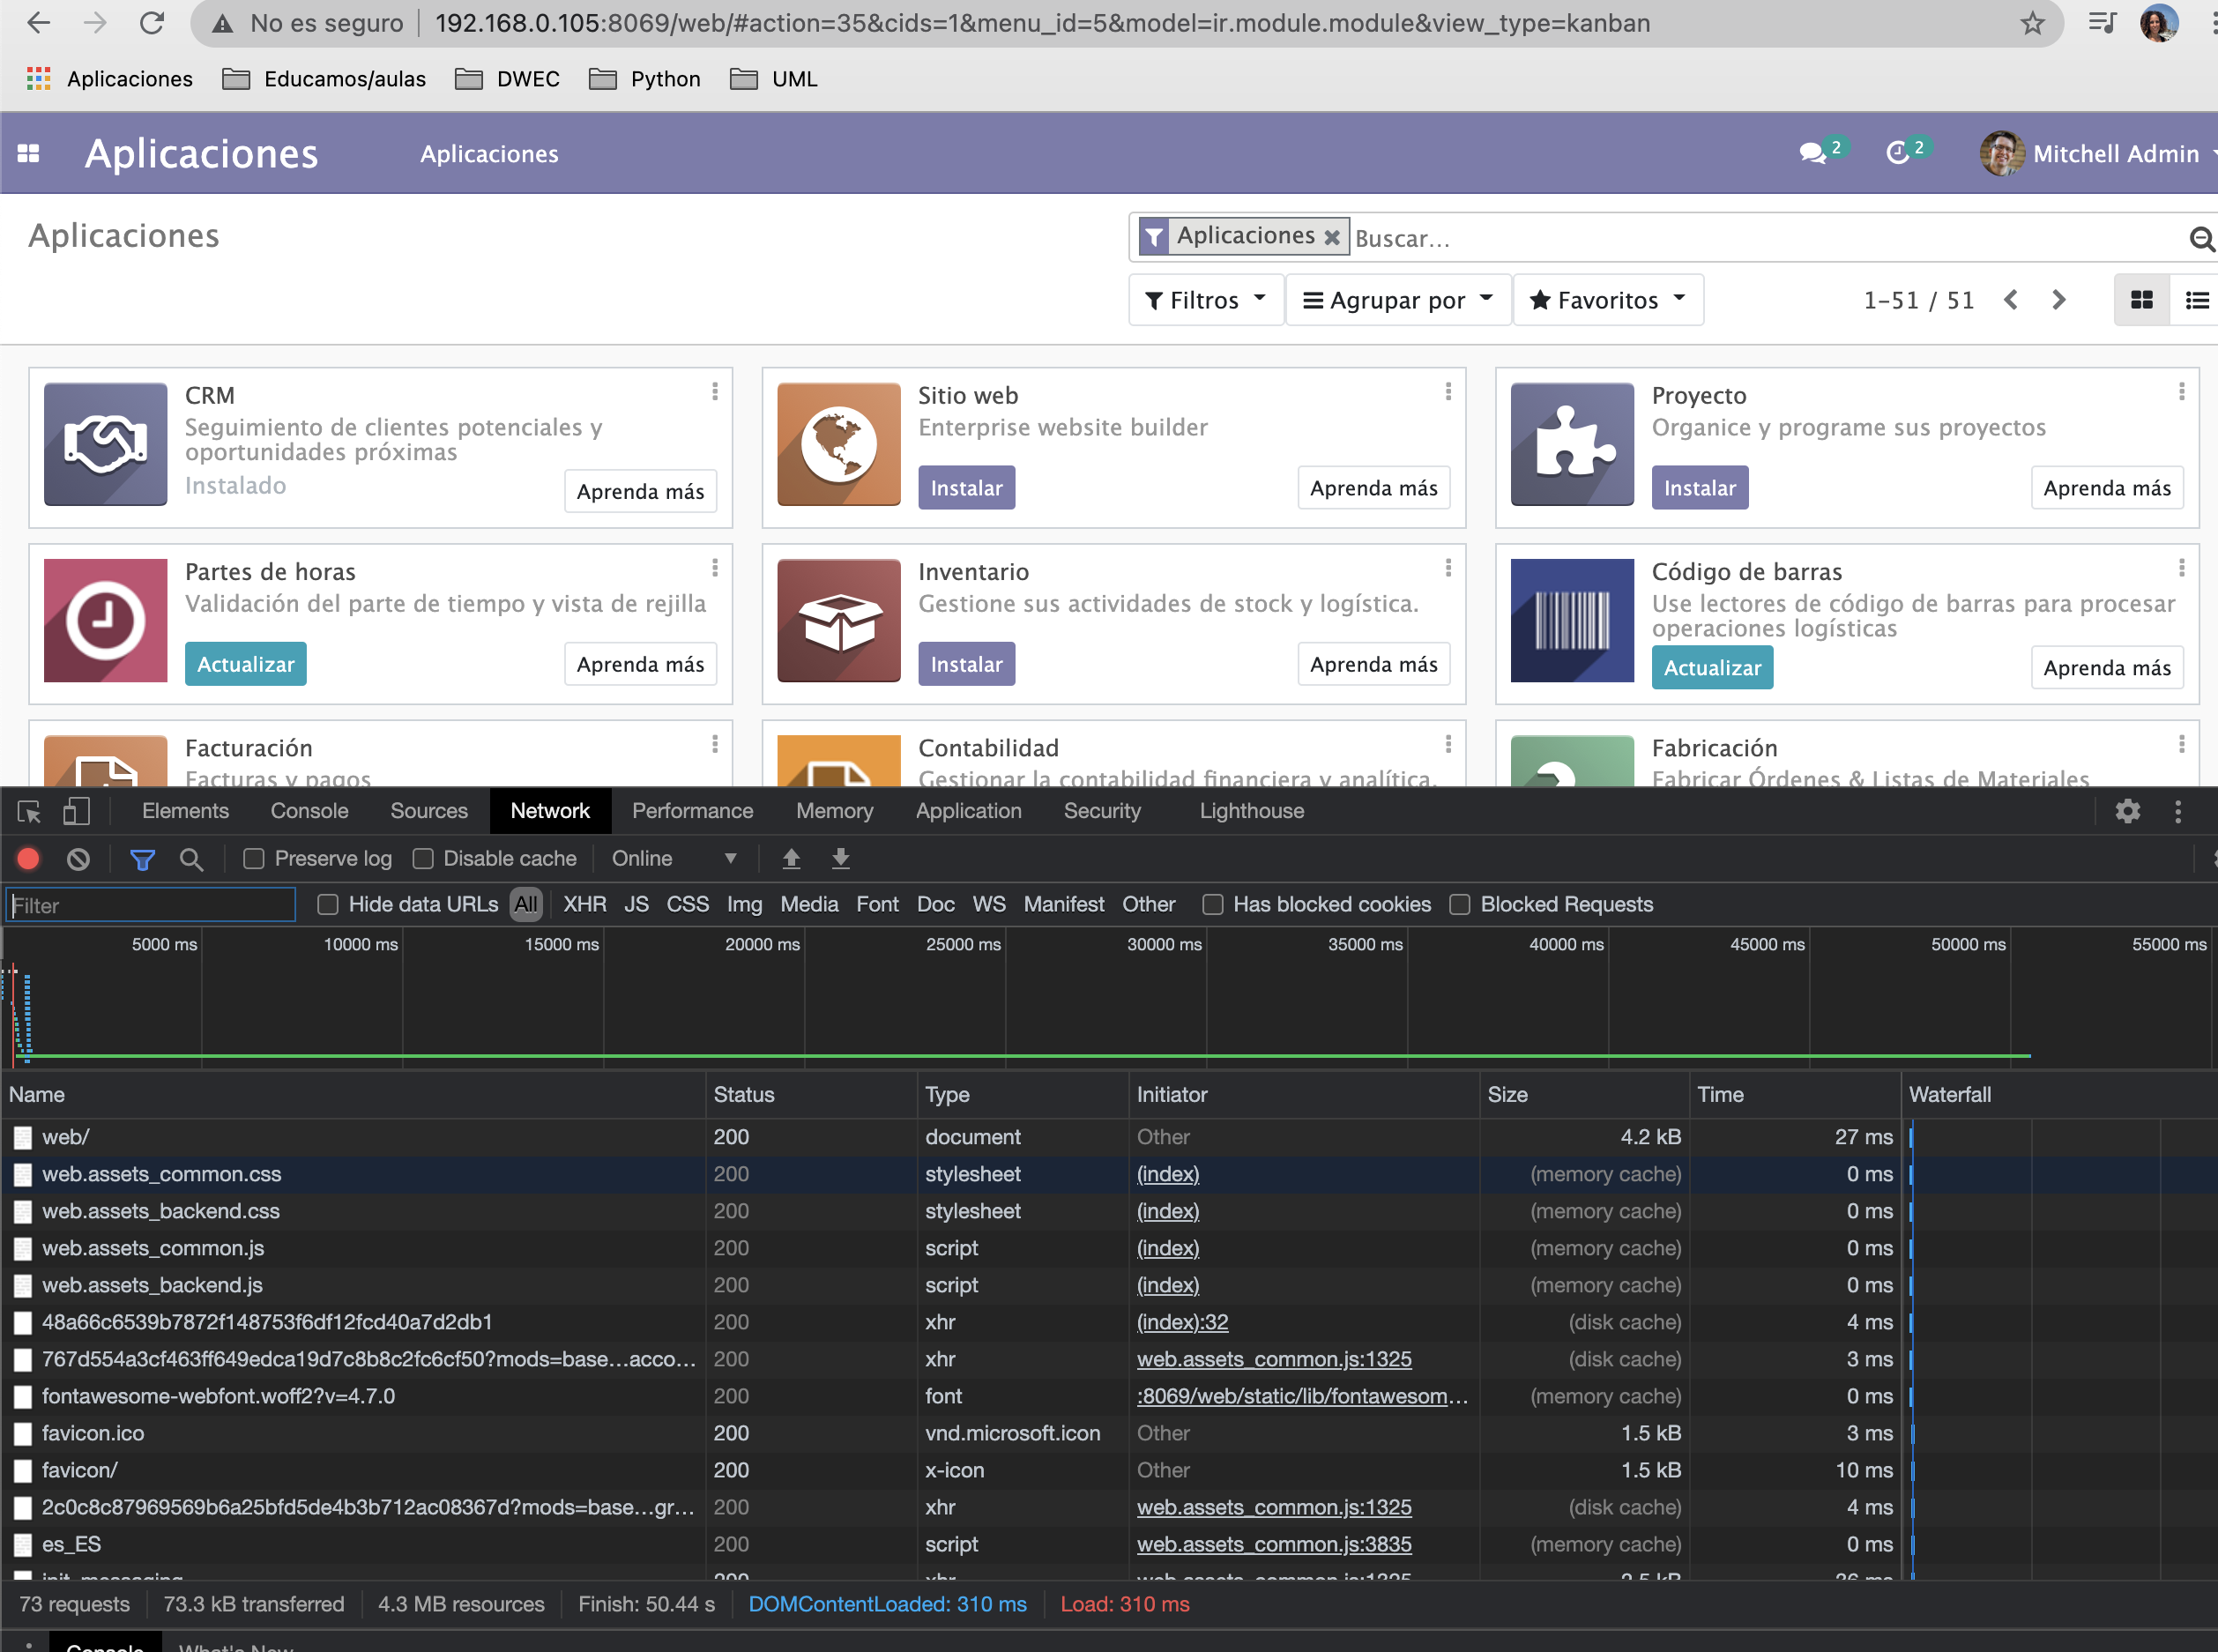 No es seguro 192.168.0.105:8069/web/#action=35&cids=1&menu_id=5&model=ir.module.module&view_type=kanban
Aplicaciones Educamos/aulas DWEC Python UML
Aplicaciones Aplicaciones 2 2 Mitchell Admin
Aplicaciones
Aplicaciones Buscar...
Filtros Agrupar por Favoritos 1-51 / 51
CRM
Seguimiento de clientes potenciales y
oportunidades próximas
Instalado Aprenda más
Sitio web
Enterprise website builder
Instalar Aprenda más
Proyecto
Organice y programe sus proyectos
Instalar Aprenda más
Partes de horas
Validación del parte de tiempo y vista de rejilla
Actualizar Aprenda más
Inventario
Gestione sus actividades de stock y logística.
Instalar Aprenda más
Código de barras
Use lectores de código de barras para procesar
operaciones logísticas
Actualizar Aprenda más
Facturación
Facturas y pagos
Contabilidad
Gestionar la contabilidad financiera y analítica.
Fabricación
Fabricar Órdenes & Listas de Materiales
Elements Console Sources Network Performance Memory Application Security Lighthouse
Preserve log Disable cache Online
Filter Hide data URLs All XHR JS CSS Img Media Font Doc WS Manifest Other Has blocked cookies Blocked Requests
5000 ms 10000 ms 15000 ms 20000 ms 25000 ms 30000 ms 35000 ms 40000 ms 45000 ms 50000 ms 55000 ms
Name Status Type Initiator Size Time Waterfall
web/ 200 document Other 4.2 kB 27 ms
web.assets_common.css 200 stylesheet (index) (memory cache) 0 ms
web.assets_backend.css 200 stylesheet (index) (memory cache) 0 ms
web.assets_common.js 200 script (index) (memory cache) 0 ms
web.assets_backend.js 200 script (index) (memory cache) 0 ms
48a66c6539b7872f148753f6df12fcd40a7d2db1 200 xhr (index):32 (disk cache) 4 ms
767d554a3cf463ff649edca19d7c8b8c2fc6cf50?mods=base…acco… 200 xhr web.assets_common.js:1325 (disk cache) 3 ms
fontawesome-webfont.woff2?v=4.7.0 200 font :8069/web/static/lib/fontawesom… (memory cache) 0 ms
favicon.ico 200 vnd.microsoft.icon Other 1.5 kB 3 ms
favicon/ 200 x-icon Other 1.5 kB 10 ms
2c0c8c87969569b6a25bfd5de4b3b712ac08367d?mods=base…gr… 200 xhr web.assets_common.js:1325 (disk cache) 4 ms
es_ES 200 script web.assets_common.js:3835 (memory cache) 0 ms
init_messaging 200 xhr web.assets_common.js:1325 2.5 kB 36 ms
73 requests 73.3 kB transferred 4.3 MB resources Finish: 50.44 s DOMContentLoaded: 310 ms Load: 310 ms
Console What's New